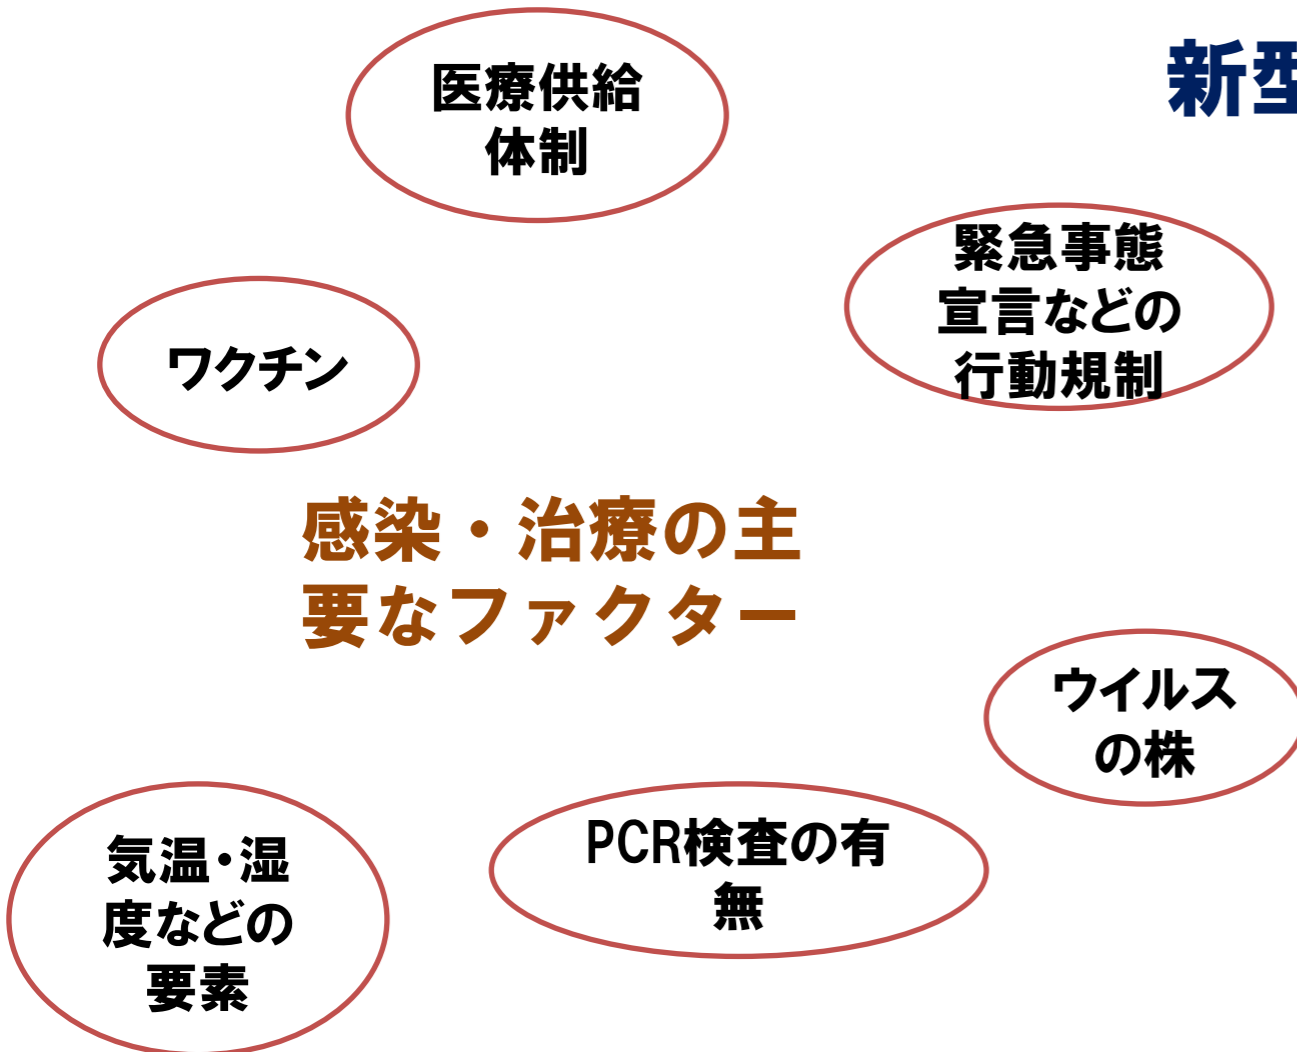 新型
医療供給
体制
緊急事態
宣言などの
行動規制
ワクチン
感染・治療の主
要なファクター
ウイルス
の株
PCR検査の有
無
気温・湿
度などの
要素